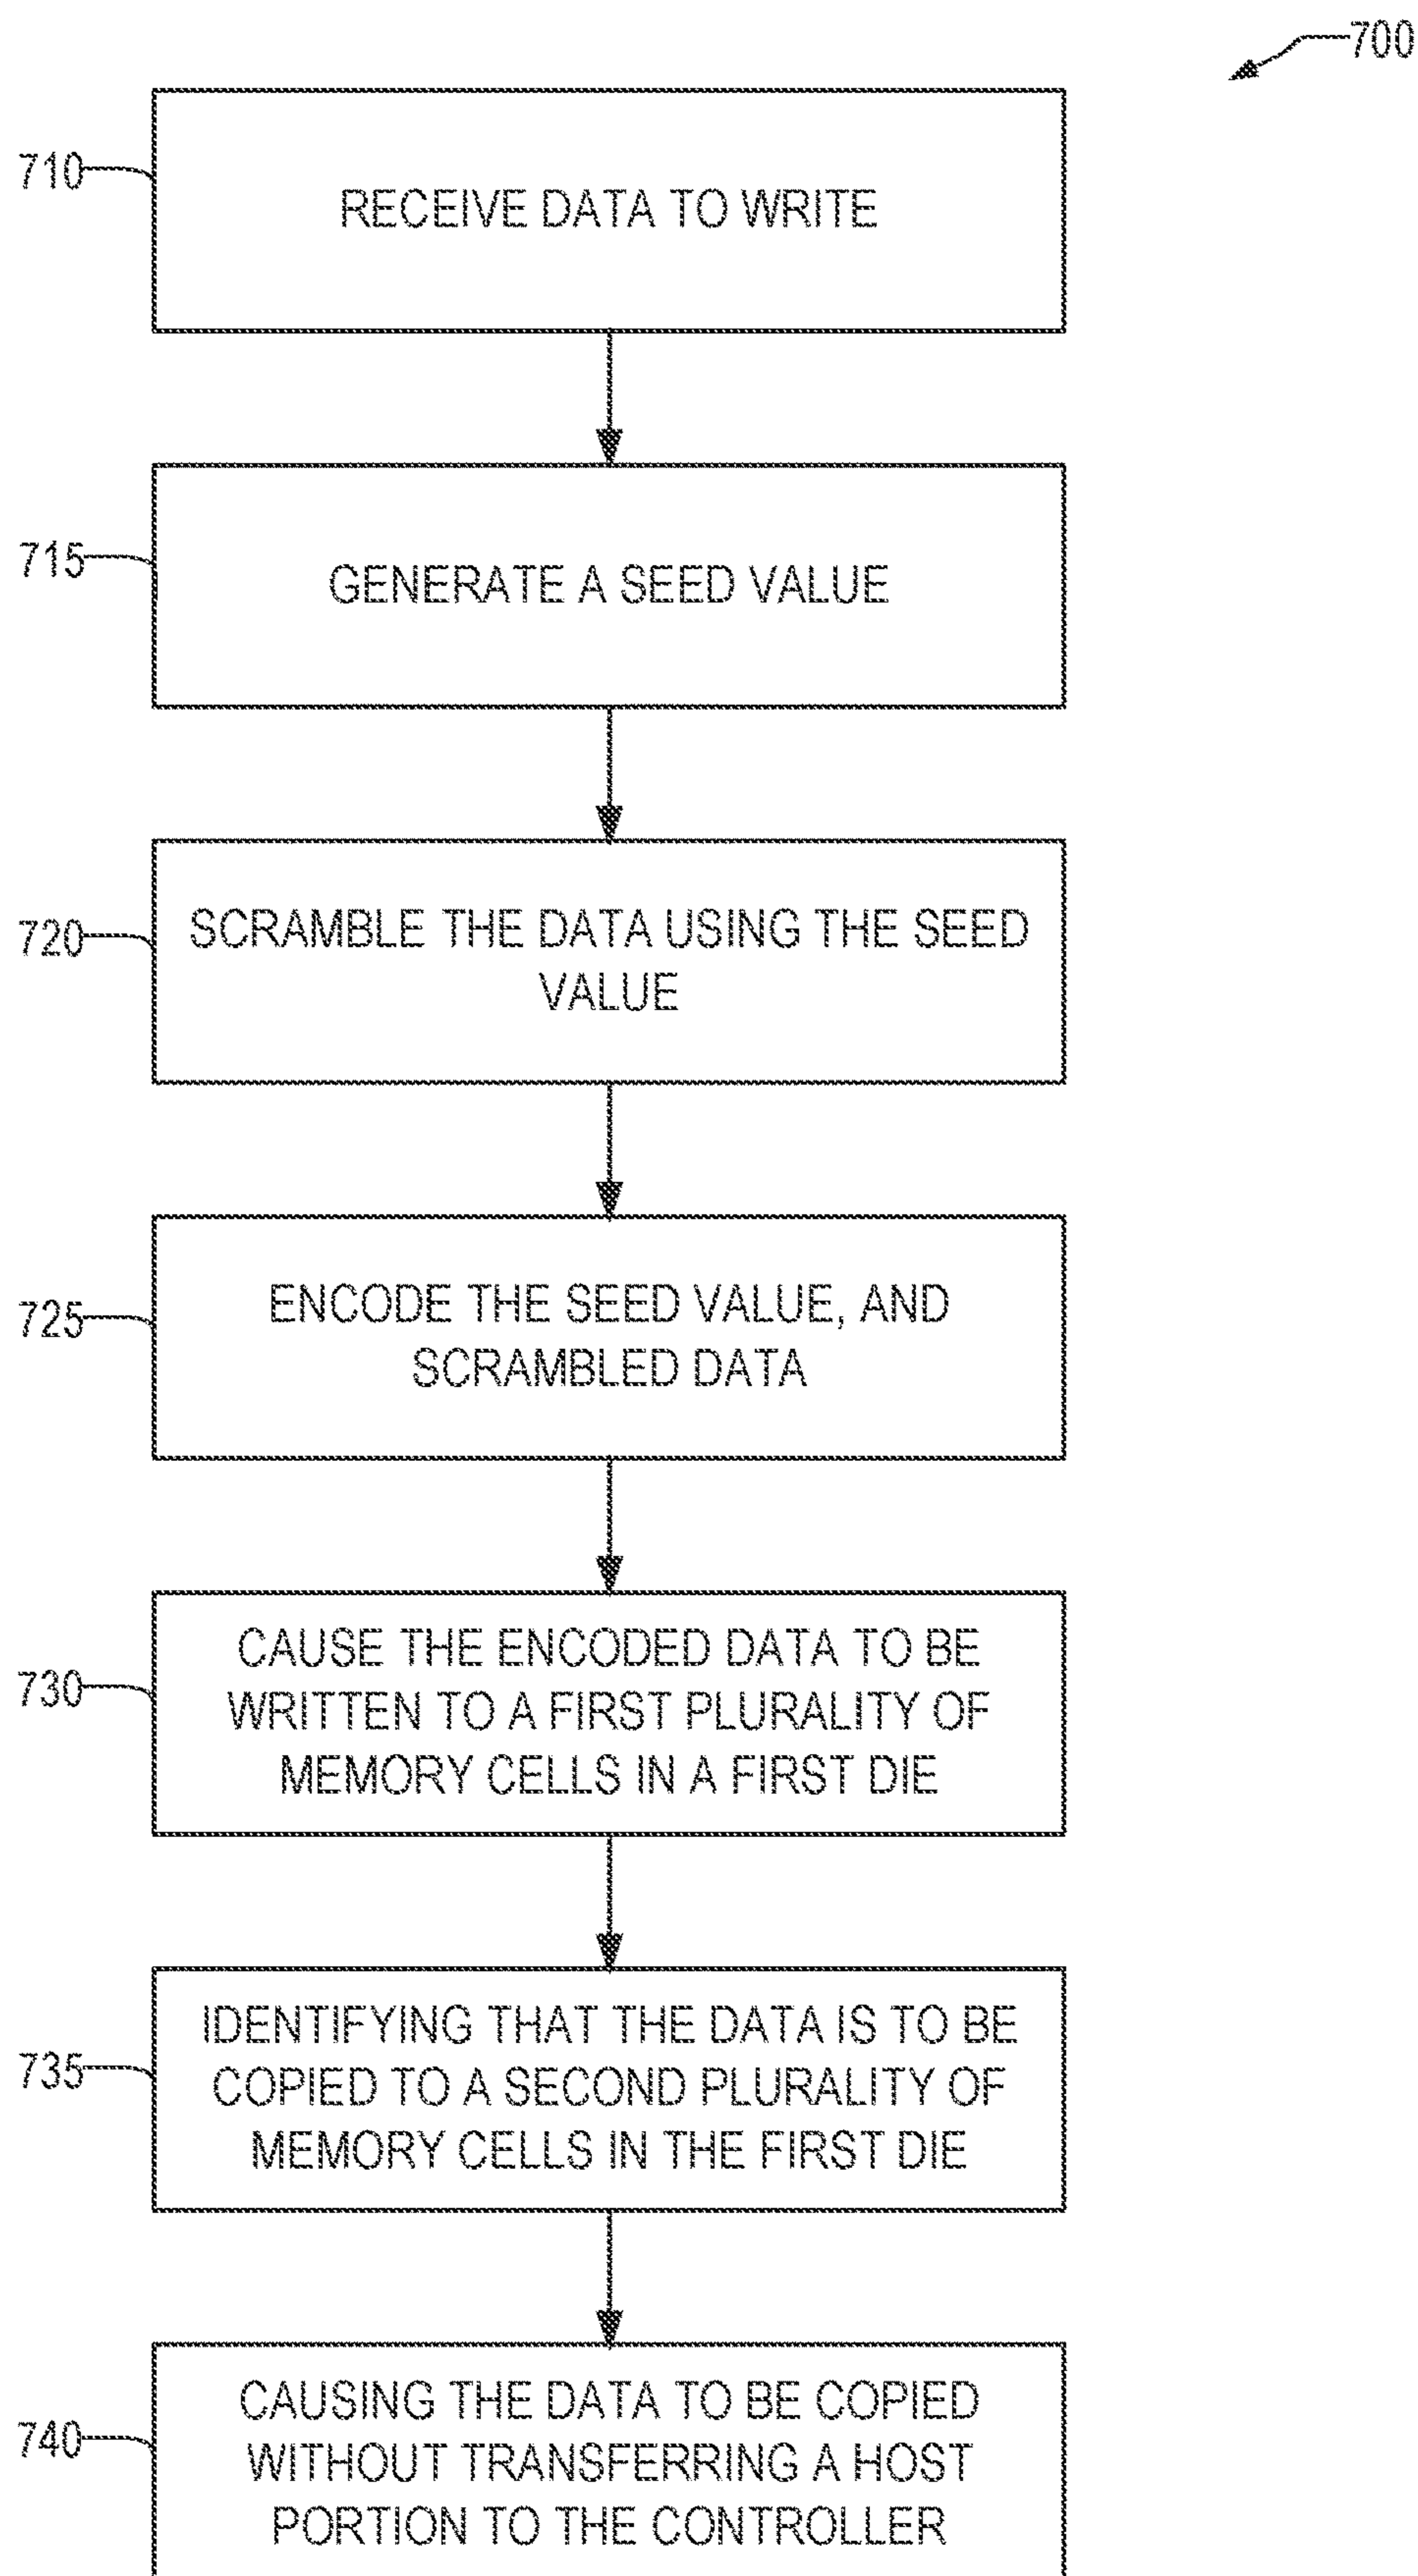 700
710
RECEIVE DATA TO WRITE
715
GENERATE A SEED VALUE
720
SCRAMBLE THE DATA USING THE SEED
VALUE
725
ENCODE THE SEED VALUE, AND
SCRAMBLED DATA
730
CAUSE THE ENCODED DATA TO BE
WRITTEN TO A FIRST PLURALITY OF
MEMORY CELLS IN A FIRST DIE
735
IDENTIFYING THAT THE DATA IS TO BE
COPIED TO A SECOND PLURALITY OF
MEMORY CELLS IN THE FIRST DIE
740
CAUSING THE DATA TO BE COPIED
WITHOUT TRANSFERRING A HOST
PORTION TO THE CONTROLLER